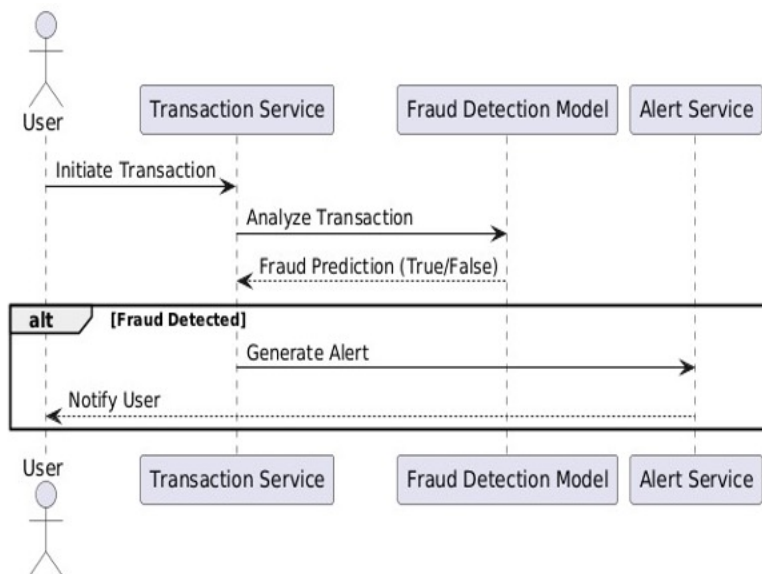 User
Transaction Service
Fraud Detection Model
Alert Service
Initiate Transaction
Analyze Transaction
Fraud Prediction (True/False)
alt
[Fraud Detected]
Generate Alert
Notify User
User
Transaction Service
Fraud Detection Model
Alert Service